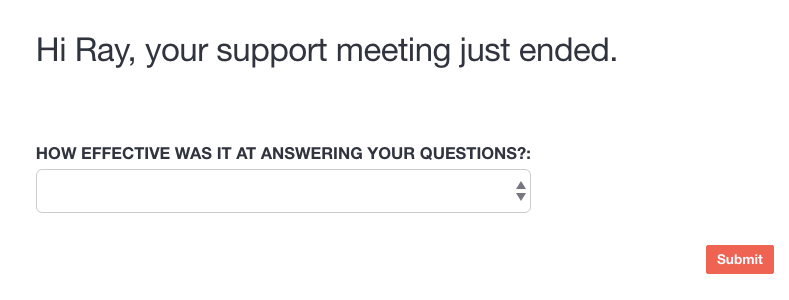 Hi Ray, your support meeting just ended.
HOW EFFECTIVE WAS IT AT ANSWERING YOUR QUESTIONS?:
Submit